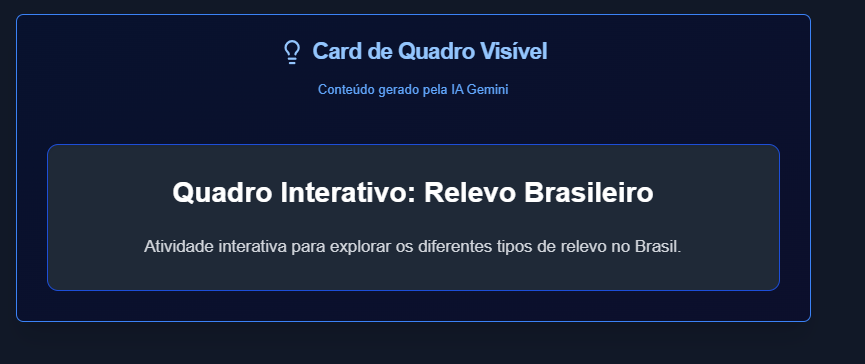 Card de Quadro Visível
Conteúdo gerado pela IA Gemini
Quadro Interativo: Relevo Brasileiro
Atividade interativa para explorar os diferentes tipos de relevo no Brasil.